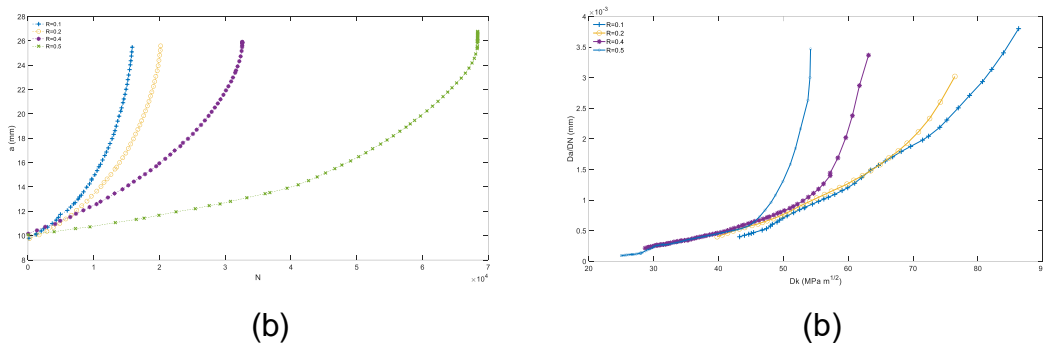 28
26
24
22
20
18
16
14
12
10
8
a (mm)
R=0.1
R=0.2
R=0.4
R=0.5
0
1
2
3
4
5
6
7
N
×10⁴
(b)
×10⁻³
4
3.5
3
2.5
2
1.5
1
0.5
0
Da/DN (mm)
R=0.1
R=0.2
R=0.4
R=0.5
20
30
40
50
60
70
80
9
Dk (MPa m^1/2)
(b)